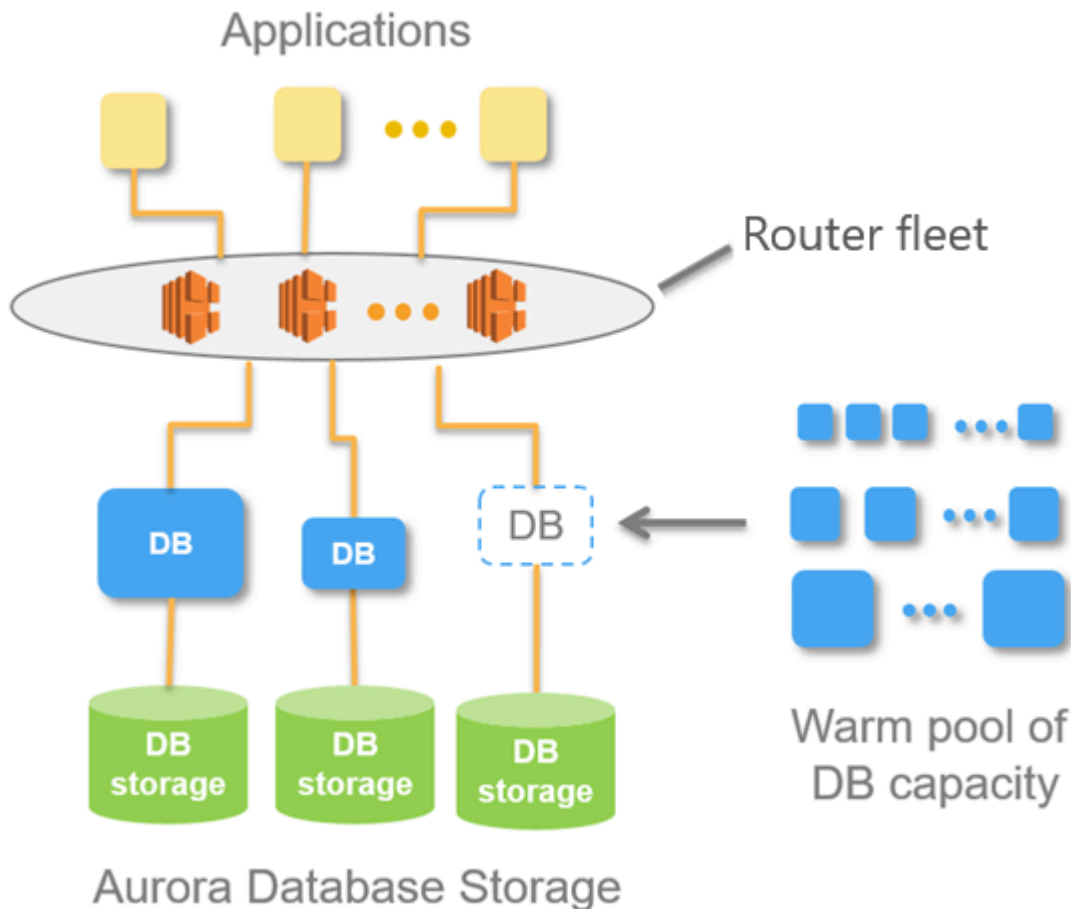 Applications
Router fleet
DB
DB
DB
DB
storage
DB
storage
DB
storage
Warm pool of
DB capacity
Aurora Database Storage